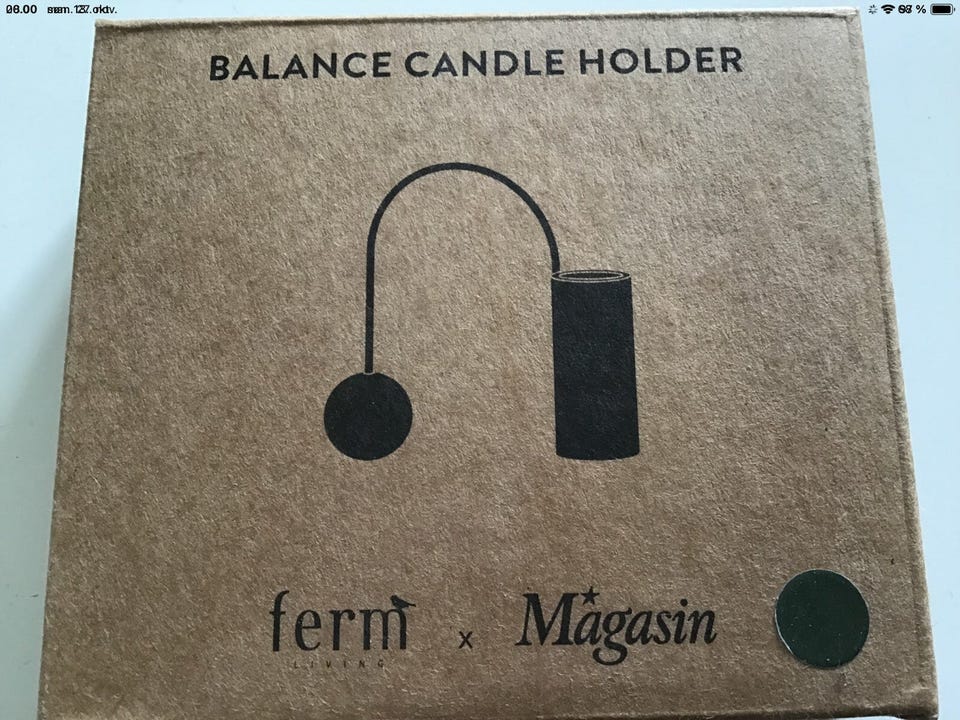 BALANCE CANDLE HOLDER
ferm x Magasin
LIVING